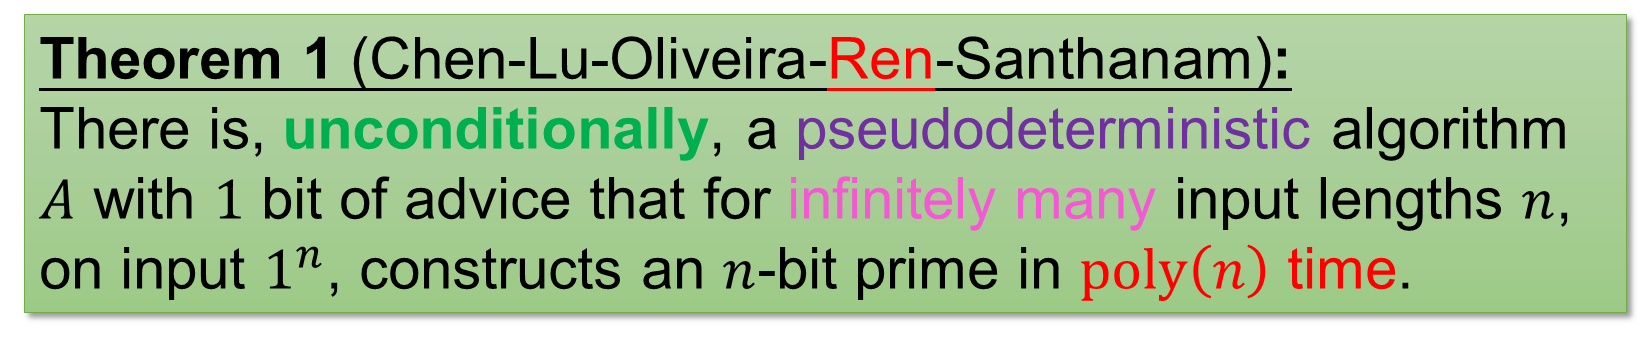 Theorem 1 (Chen-Lu-Oliveira-Ren-Santhanam):
There is, unconditionally, a pseudodeterministic algorithm
A with 1 bit of advice that for infinitely many input lengths n,
on input 1ⁿ, constructs an n-bit prime in poly(n) time.